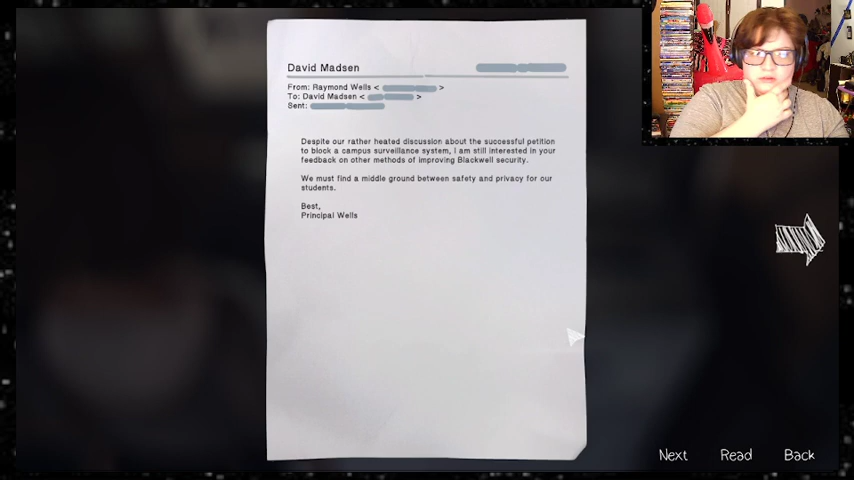 David Madsen
From: Raymond Wells < >
To: David Madsen < >
Sent:
Despite our rather heated discussion about the successful petition
to block a campus surveillance system, I am still interested in your
feedback on other methods of improving Blackwell security.
We must find a middle ground between safety and privacy for our
students.
Best,
Principal Wells
Next Read Back